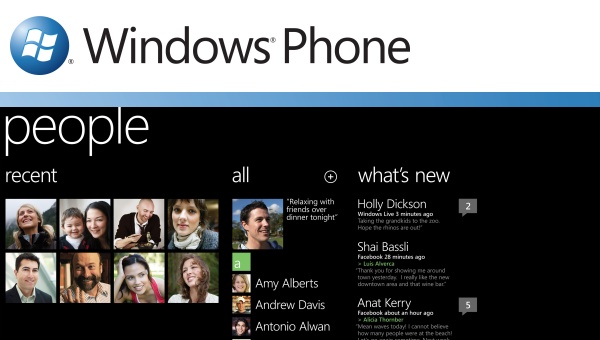 Windows® Phone
®
people
recent
all
what's new
"Relaxing with
friends over
dinner tonight"
a
Amy Alberts
Andrew Davis
Antonio Alwan
Holly Dickson
2
Windows Live 3 minutes ago
Taking the grandkids to the zoo.
Hope the rhinos are out!
Shai Bassli
Facebook 28 minutes ago
> Luis Alverca
"Thank you for showing me around
town yesterday. I really like the new
downtown area and that wine bar."
Anat Kerry
5
Facebook about an hour ago
> Alicia Thornber
"Mean waves today! I cannot believe
how many people were at the beach!